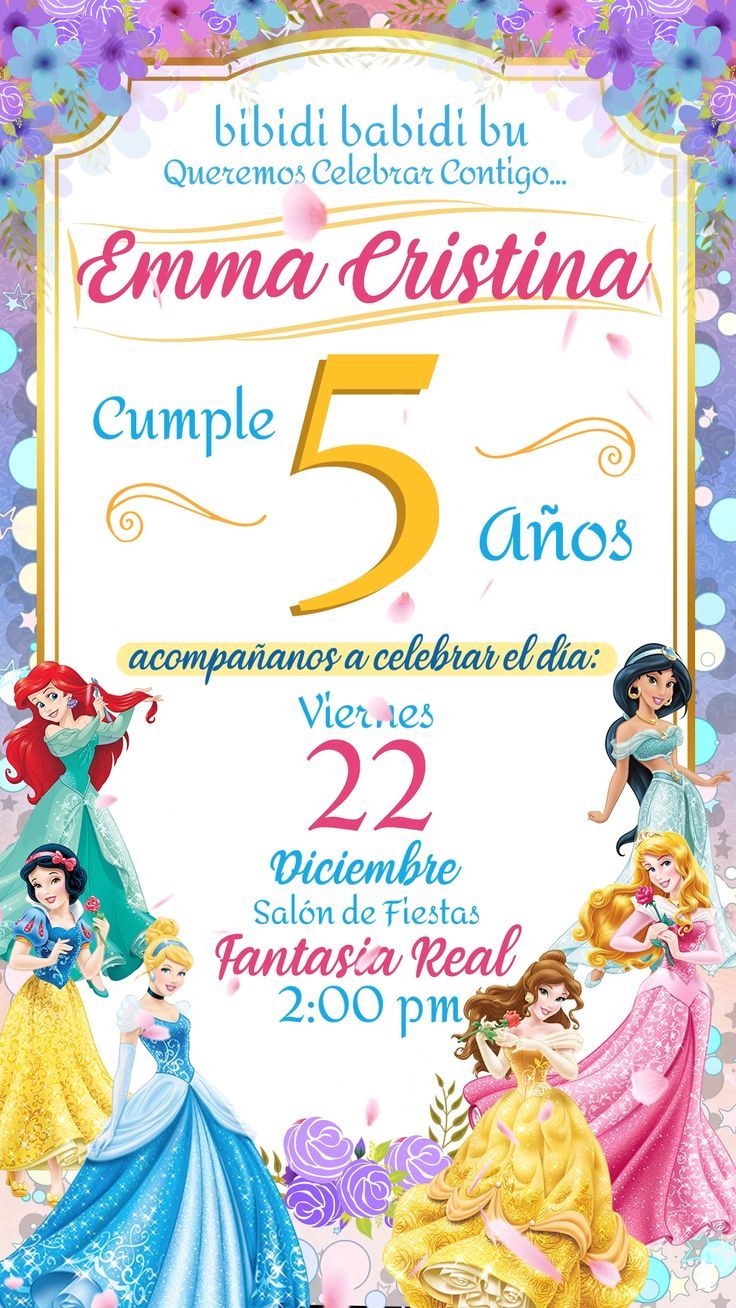 bibidi babidi bu
Queremos Celebrar Contigo...
Emma Cristina
Cumple
5
Años
acompañanos a celebrar el día:
Viernes
22
Diciembre
Salón de Fiestas
Fantasia Real
2:00 pm